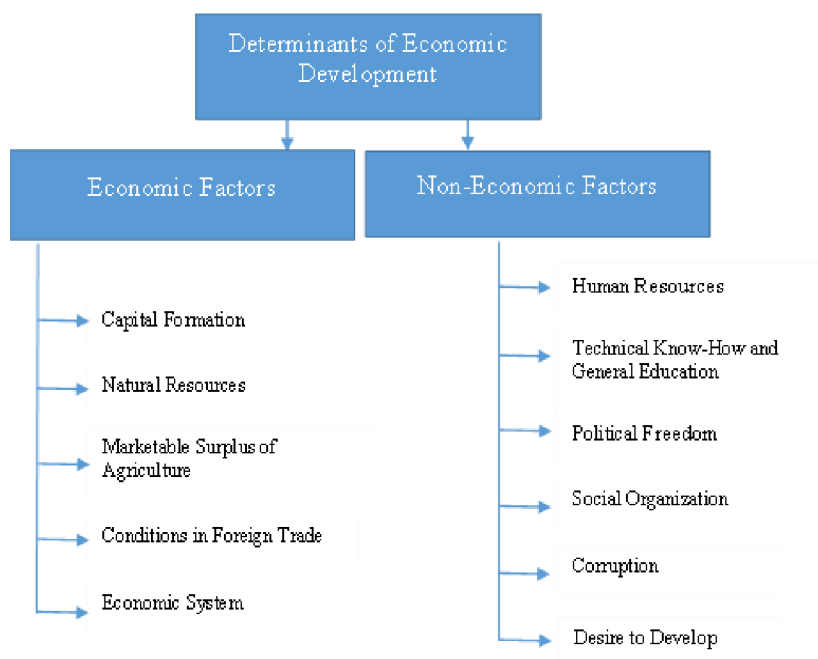 Determinants of Economic
Development
Economic Factors
Non-Economic Factors
Capital Formation
Natural Resources
Marketable Surplus of
Agriculture
Conditions in Foreign Trade
Economic System
Human Resources
Technical Know-How and
General Education
Political Freedom
Social Organization
Corruption
Desire to Develop